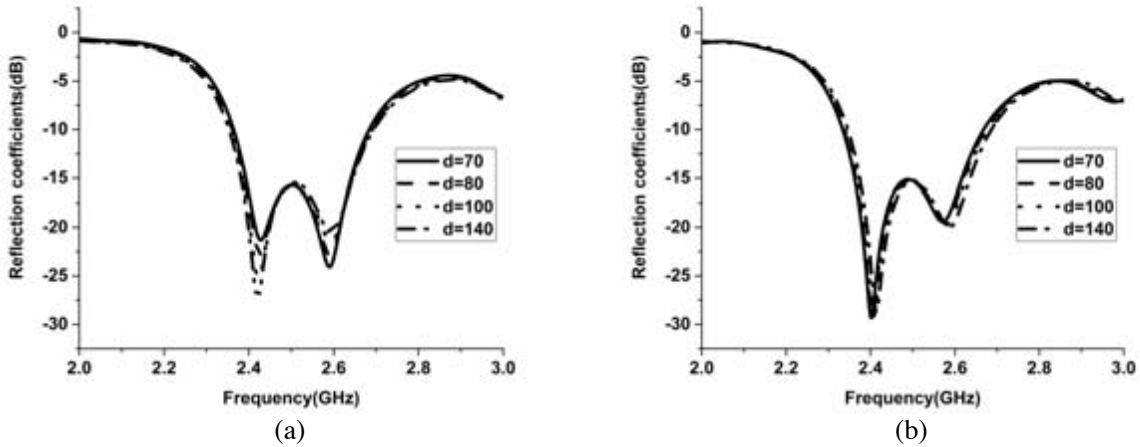 0
-5
-10
-15
-20
-25
-30
Reflection coefficients(dB)
d=70
d=80
d=100
d=140
2.0
2.2
2.4
2.6
2.8
3.0
Frequency(GHz)
(a)
0
-5
-10
-15
-20
-25
-30
Reflection coefficients(dB)
d=70
d=80
d=100
d=140
2.0
2.2
2.4
2.6
2.8
3.0
Frequency(GHz)
(b)